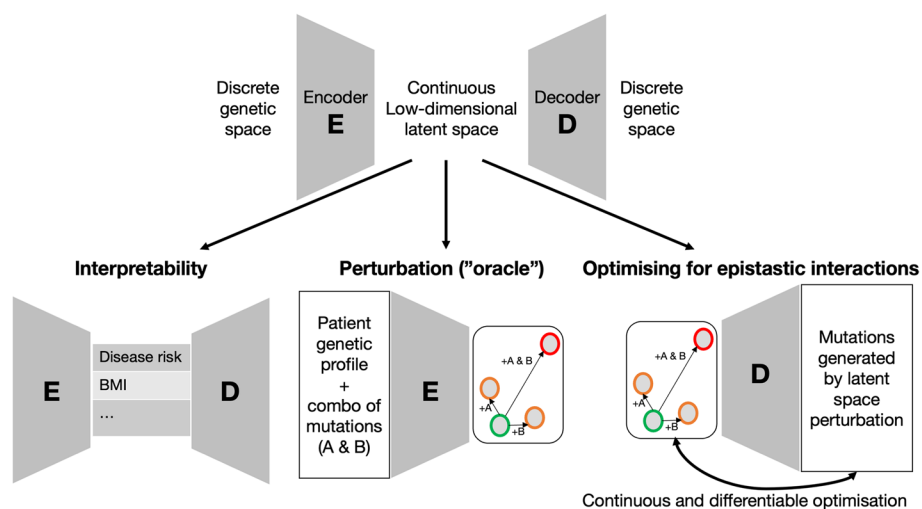 Discrete
genetic
space
Encoder
E
Continuous
Low-dimensional
latent space
Decoder
D
Discrete
genetic
space
Interpretability
E
Disease risk
BMI
...
D
Perturbation ("oracle")
Patient
genetic
profile
+
combo of
mutations
(A & B)
E
+A & B
+A
+B
Optimising for epistastic interactions
+A & B
+A
+B
D
Mutations
generated
by latent
space
perturbation
Continuous and differentiable optimisation